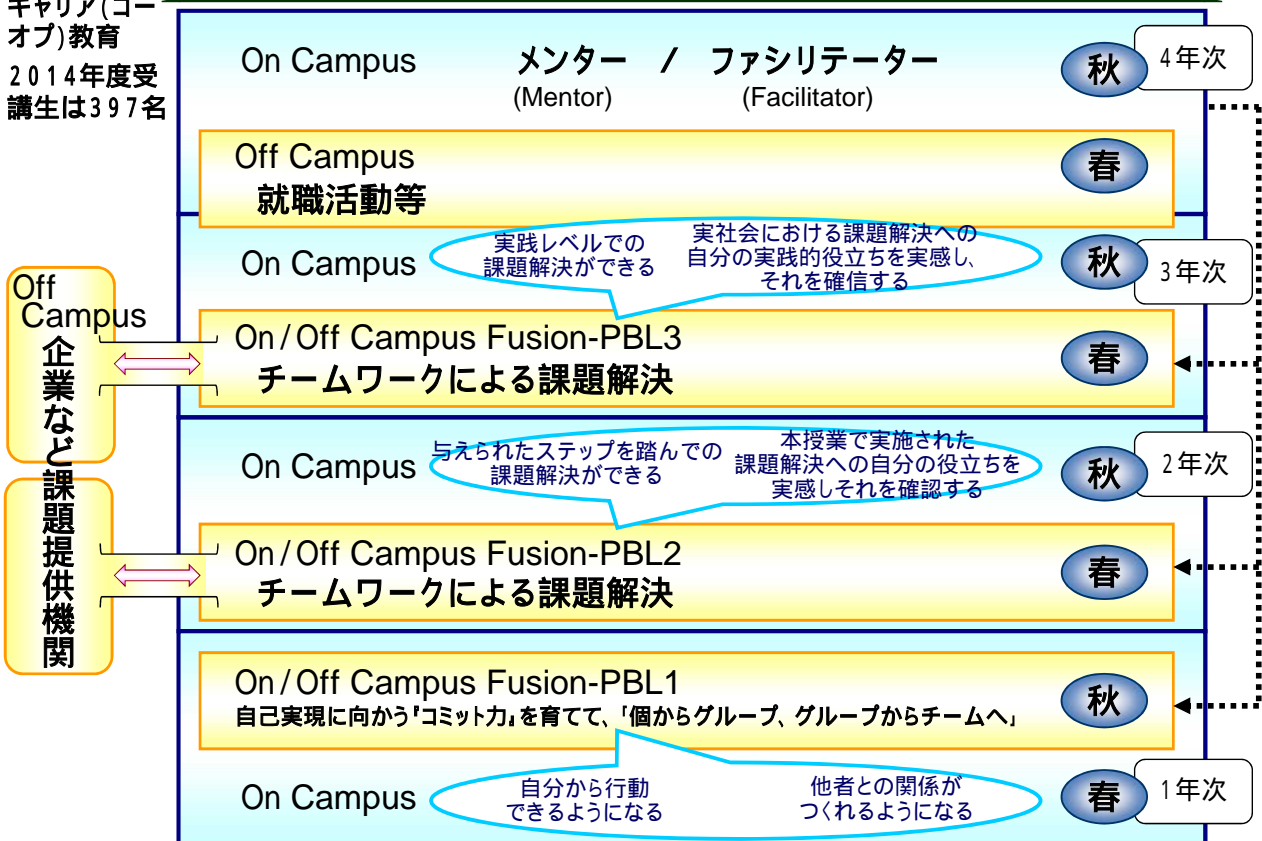 キャリア(コー
オプ)教育
2014年度受
講生は397名
On Campus メンター / ファシリテーター 秋 4年次
(Mentor) (Facilitator)
Off Campus 春
就職活動等
On Campus 秋 3年次
実践レベルでの
課題解決ができる
実社会における課題解決への
自分の実践的役立ちを実感し、
それを確信する
On/Off Campus Fusion-PBL3 春
チームワークによる課題解決
On Campus 秋 2年次
与えられたステップを踏んでの
課題解決ができる
本授業で実施された
課題解決への自分の役立ちを
実感しそれを確認する
On/Off Campus Fusion-PBL2 春
チームワークによる課題解決
On/Off Campus Fusion-PBL1 秋
自己実現に向かう『コミット力』を育てて、「個からグループ、グループからチームへ」
On Campus 春 1年次
自分から行動
できるようになる
他者との関係が
つくれるようになる
Off
Campus
企業など課題提供機関